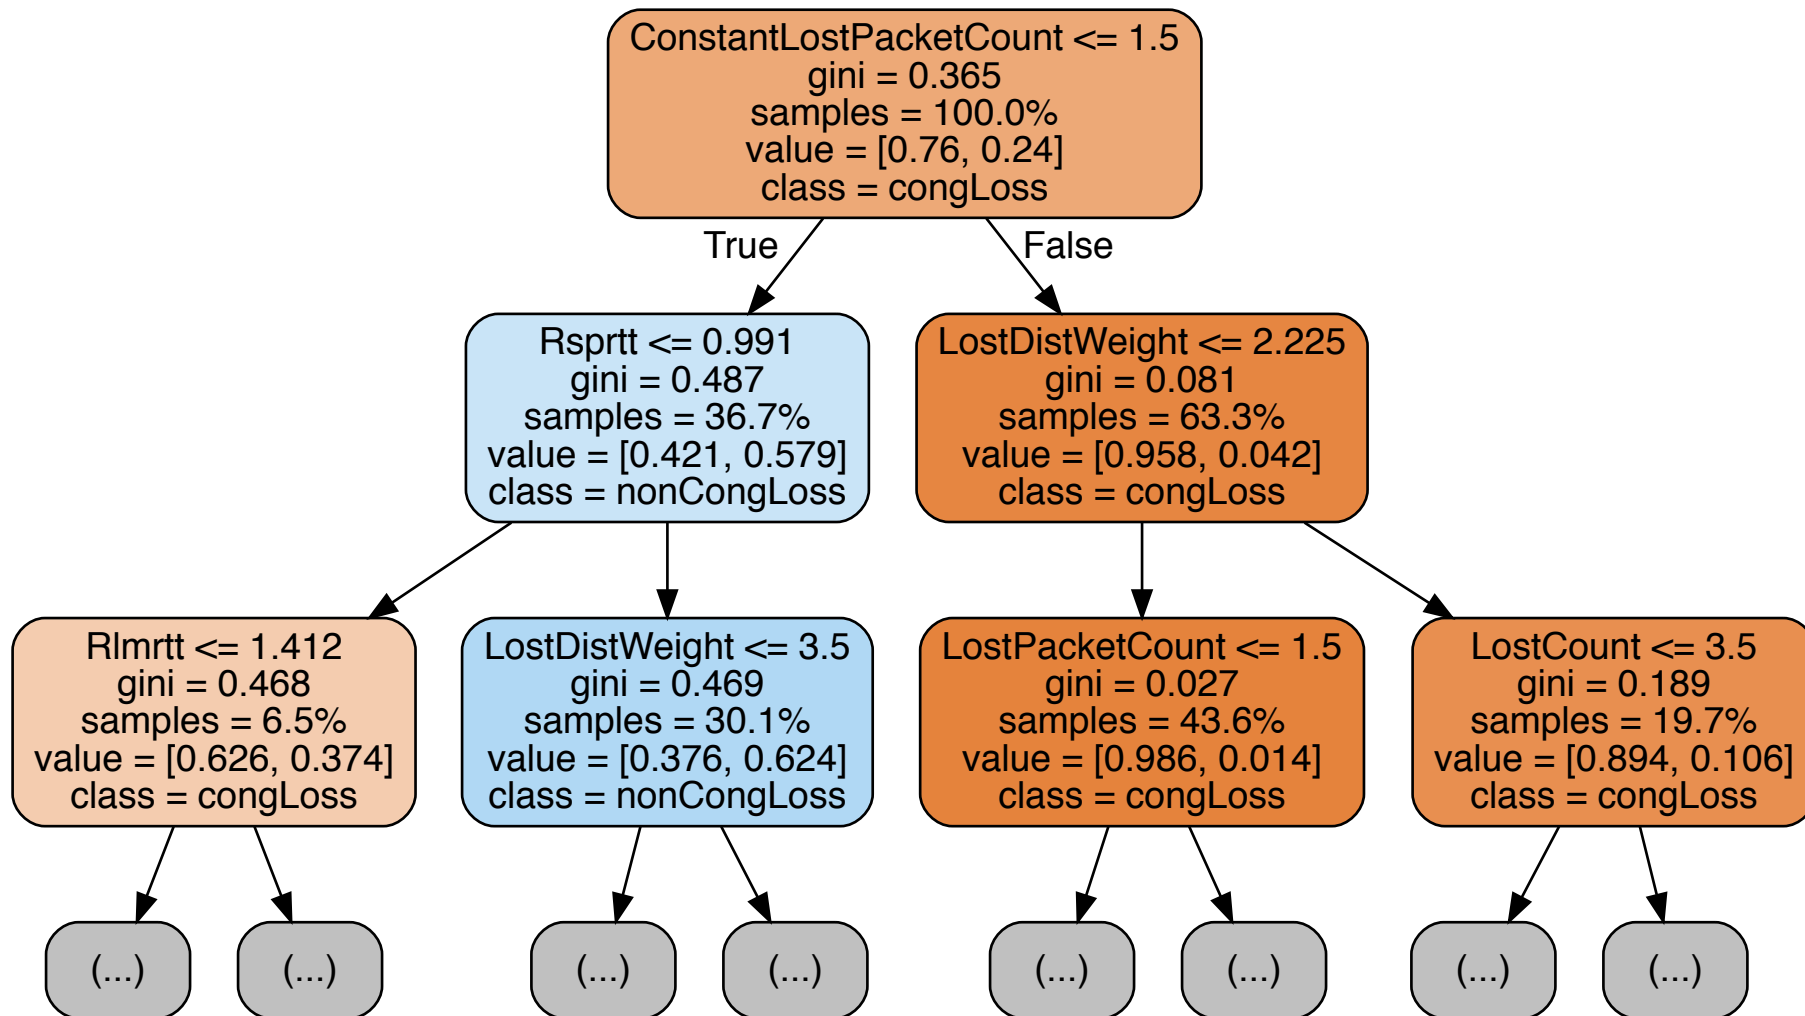 ConstantLostPacketCount <= 1.5
gini = 0.365
samples = 100.0%
value = [0.76, 0.24]
class = congLoss
True
False
Rsprtt <= 0.991
gini = 0.487
samples = 36.7%
value = [0.421, 0.579]
class = nonCongLoss
LostDistWeight <= 2.225
gini = 0.081
samples = 63.3%
value = [0.958, 0.042]
class = congLoss
Rlmrtt <= 1.412
gini = 0.468
samples = 6.5%
value = [0.626, 0.374]
class = congLoss
LostDistWeight <= 3.5
gini = 0.469
samples = 30.1%
value = [0.376, 0.624]
class = nonCongLoss
LostPacketCount <= 1.5
gini = 0.027
samples = 43.6%
value = [0.986, 0.014]
class = congLoss
LostCount <= 3.5
gini = 0.189
samples = 19.7%
value = [0.894, 0.106]
class = congLoss
(...)
(...)
(...)
(...)
(...)
(...)
(...)
(...)